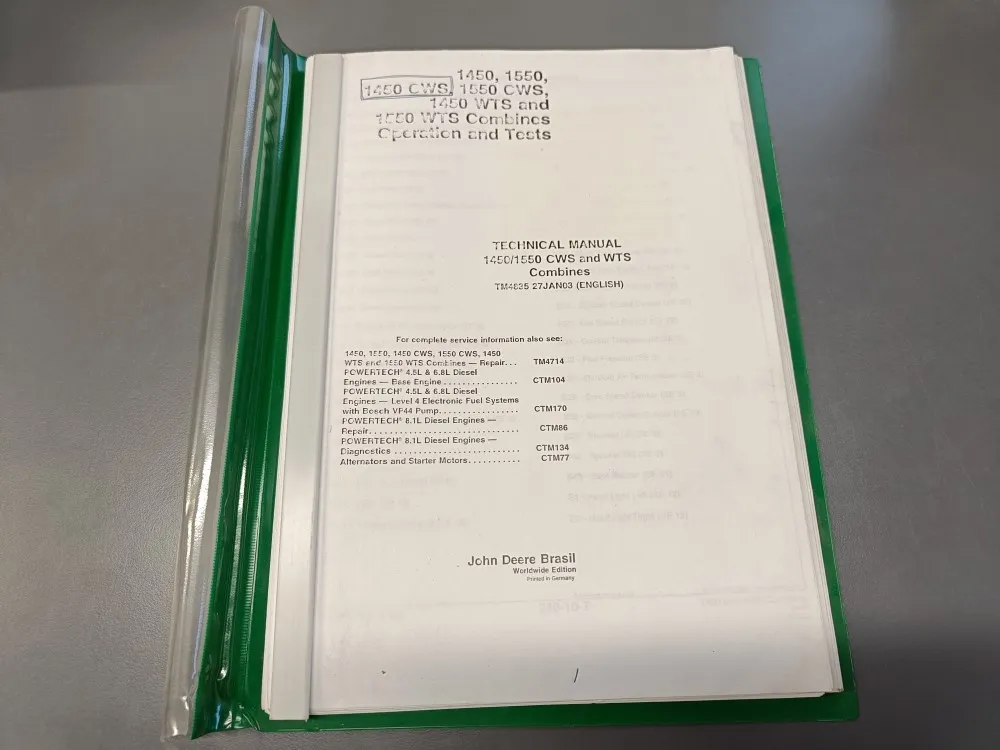 1450, 1550,
1450 CWS, 1550 CWS,
1450 WTS and
1550 WTS Combines
Operation and Tests
TECHNICAL MANUAL
1450/1550 CWS and WTS
Combines
TM4835 27JAN03 (ENGLISH)
For complete service information also see:
1450, 1550, 1450 CWS, 1550 CWS, 1450
WTS and 1550 WTS Combines — Repair... TM4714
POWERTECH® 4.5L & 6.8L Diesel
Engines — Base Engine ................ CTM104
POWERTECH® 4.5L & 6.8L Diesel
Engines — Level 4 Electronic Fuel Systems
with Bosch VP44 Pump................. CTM170
POWERTECH® 8.1L Diesel Engines —
Repair................................ CTM86
POWERTECH® 8.1L Diesel Engines —
Diagnostics .......................... CTM134
Alternators and Starter Motors........... CTM77
John Deere Brasil
Worldwide Edition
Printed in Germany